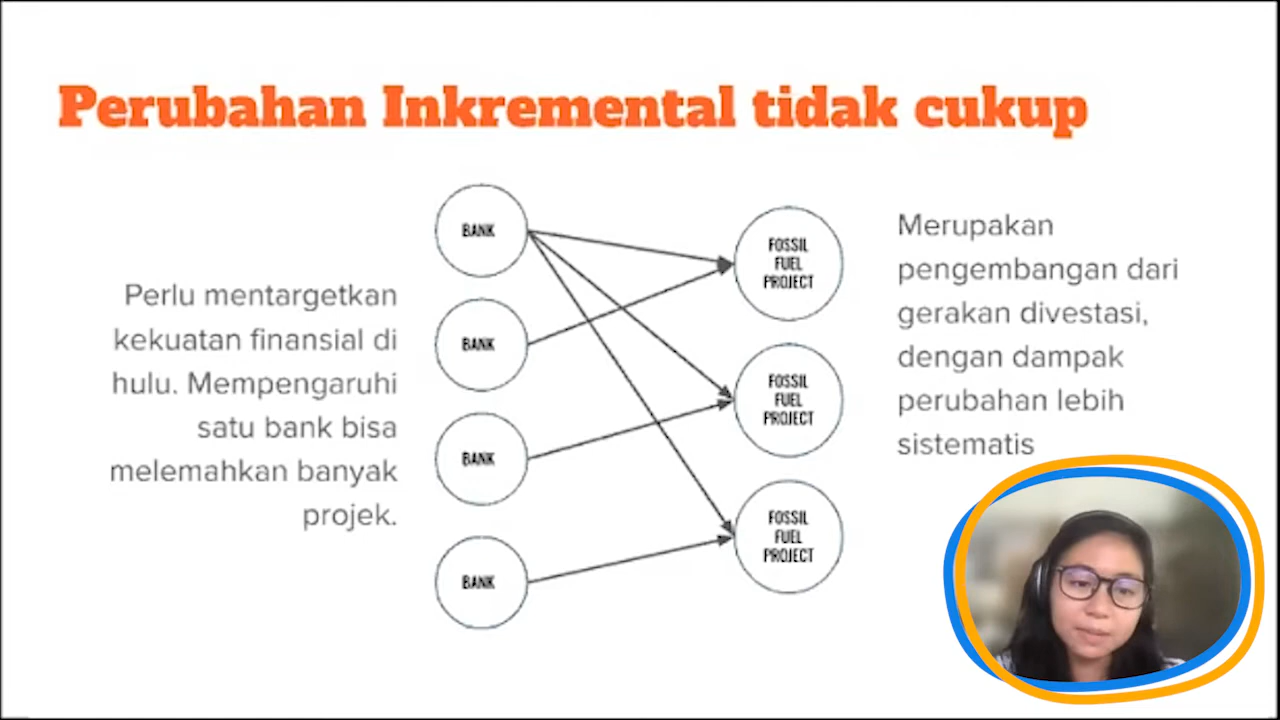 Perubahan Inkremental tidak cukup
Perlu mentargetkan
kekuatan finansial di
hulu. Mempengaruhi
satu bank bisa
melemahkan banyak
projek.
BANK
BANK
BANK
BANK
FOSSIL
FUEL
PROJECT
FOSSIL
FUEL
PROJECT
FOSSIL
FUEL
PROJECT
Merupakan
pengembangan dari
gerakan divestasi,
dengan dampak
perubahan lebih
sistematis